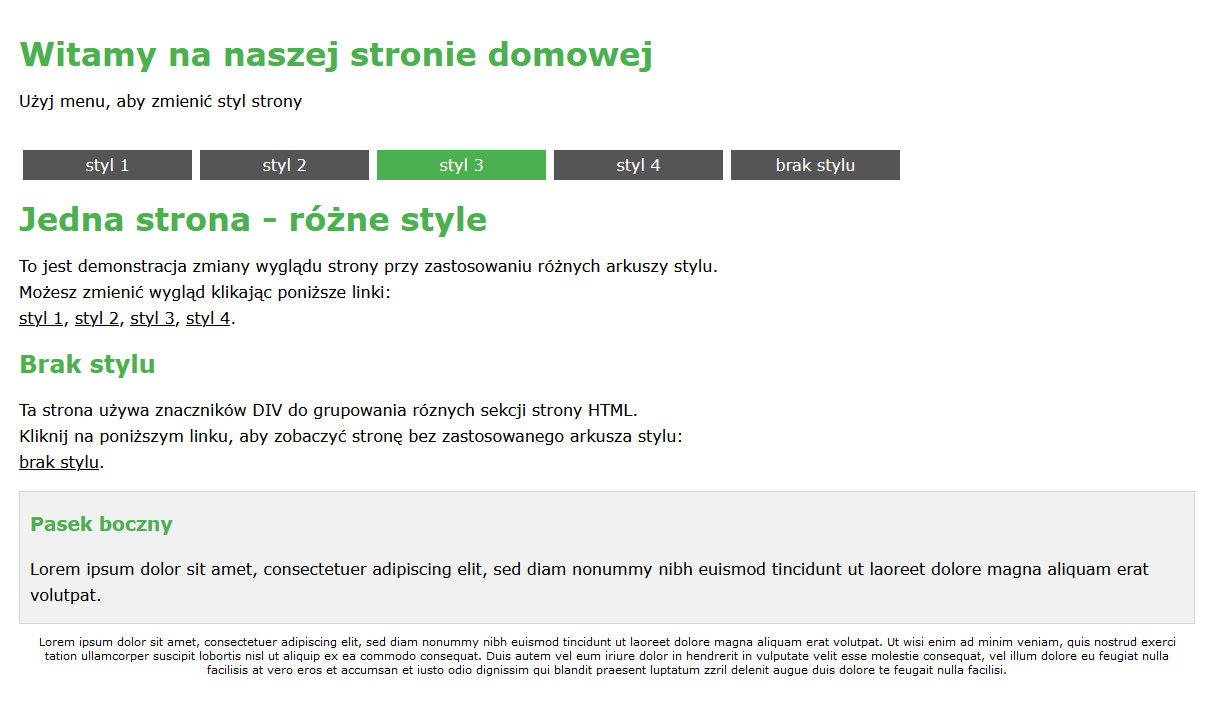 Witamy na naszej stronie domowej
Użyj menu, aby zmienić styl strony
styl 1 styl 2 styl 3 styl 4 brak stylu
Jedna strona - różne style
To jest demonstracja zmiany wyglądu strony przy zastosowaniu różnych arkuszy stylu.
Możesz zmienić wygląd klikając poniższe linki:
styl 1, styl 2, styl 3, styl 4.
Brak stylu
Ta strona używa znaczników DIV do grupowania róznych sekcji strony HTML.
Kliknij na poniższym linku, aby zobaczyć stronę bez zastosowanego arkusza stylu:
brak stylu.
Pasek boczny
Lorem ipsum dolor sit amet, consectetuer adipiscing elit, sed diam nonummy nibh euismod tincidunt ut laoreet dolore magna aliquam erat
volutpat.
Lorem ipsum dolor sit amet, consectetuer adipiscing elit, sed diam nonummy nibh euismod tincidunt ut laoreet dolore magna aliquam erat volutpat. Ut wisi enim ad minim veniam, quis nostrud exerci
tation ullamcorper suscipit lobortis nisl ut aliquip ex ea commodo consequat. Duis autem vel eum iriure dolor in hendrerit in vulputate velit esse molestie consequat, vel illum dolore eu feugiat nulla
facilisis at vero eros et accumsan et iusto odio dignissim qui blandit praesent luptatum zzril delenit augue duis dolore te feugait nulla facilisi.